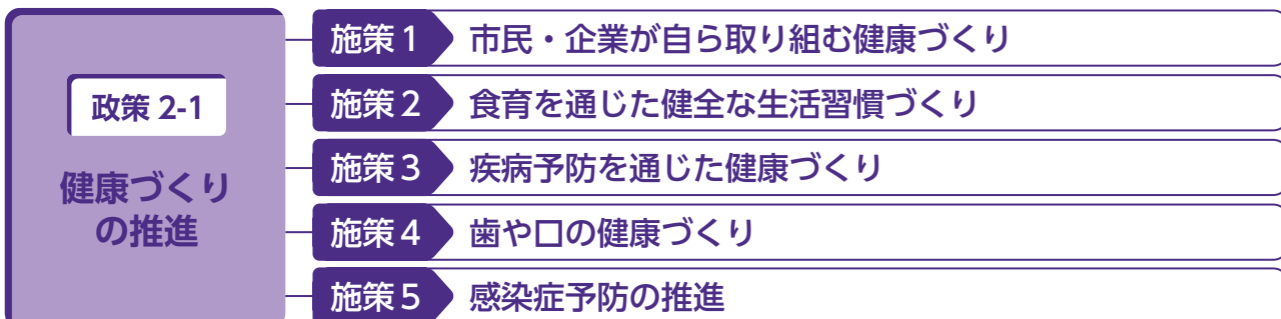 政策 2-1
健康づくり
の推進
施策 1 市民・企業が自ら取り組む健康づくり
施策 2 食育を通じた健全な生活習慣づくり
施策 3 疾病予防を通じた健康づくり
施策 4 歯や口の健康づくり
施策 5 感染症予防の推進